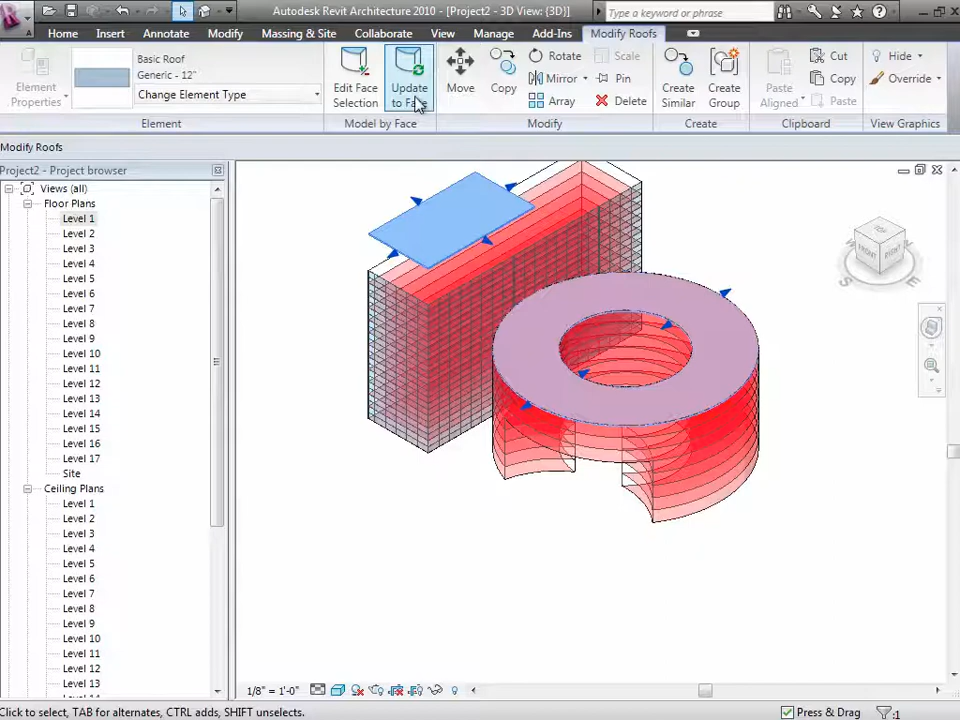 Autodesk Revit Architecture 2010 - [Project2 - 3D View: {3D}]
Type a keyword or phrase
Home Insert Annotate Modify Massing & Site Collaborate View Manage Add-Ins Modify Roofs
Element
Properties
Basic Roof
Generic - 12"
Change Element Type
Edit Face
Selection
Update
to Face
Move
Copy
Rotate
Mirror
Array
Scale
Pin
Delete
Create
Similar
Create
Group
Paste
Aligned
Cut
Copy
Paste
Hide
Override
Element Model by Face Modify Create Clipboard View Graphics
Modify Roofs
Project2 - Project browser
Views (all)
Floor Plans
Level 1
Level 2
Level 3
Level 4
Level 5
Level 6
Level 7
Level 8
Level 9
Level 10
Level 11
Level 12
Level 13
Level 14
Level 15
Level 16
Level 17
Site
Ceiling Plans
Level 1
Level 2
Level 3
Level 4
Level 5
Level 6
Level 7
Level 8
Level 9
Level 10
Level 11
Level 12
Level 13
TOP
FRONT
RIGHT
W
E
S
1/8" = 1'-0"
Click to select, TAB for alternates, CTRL adds, SHIFT unselects.
Press & Drag
:1